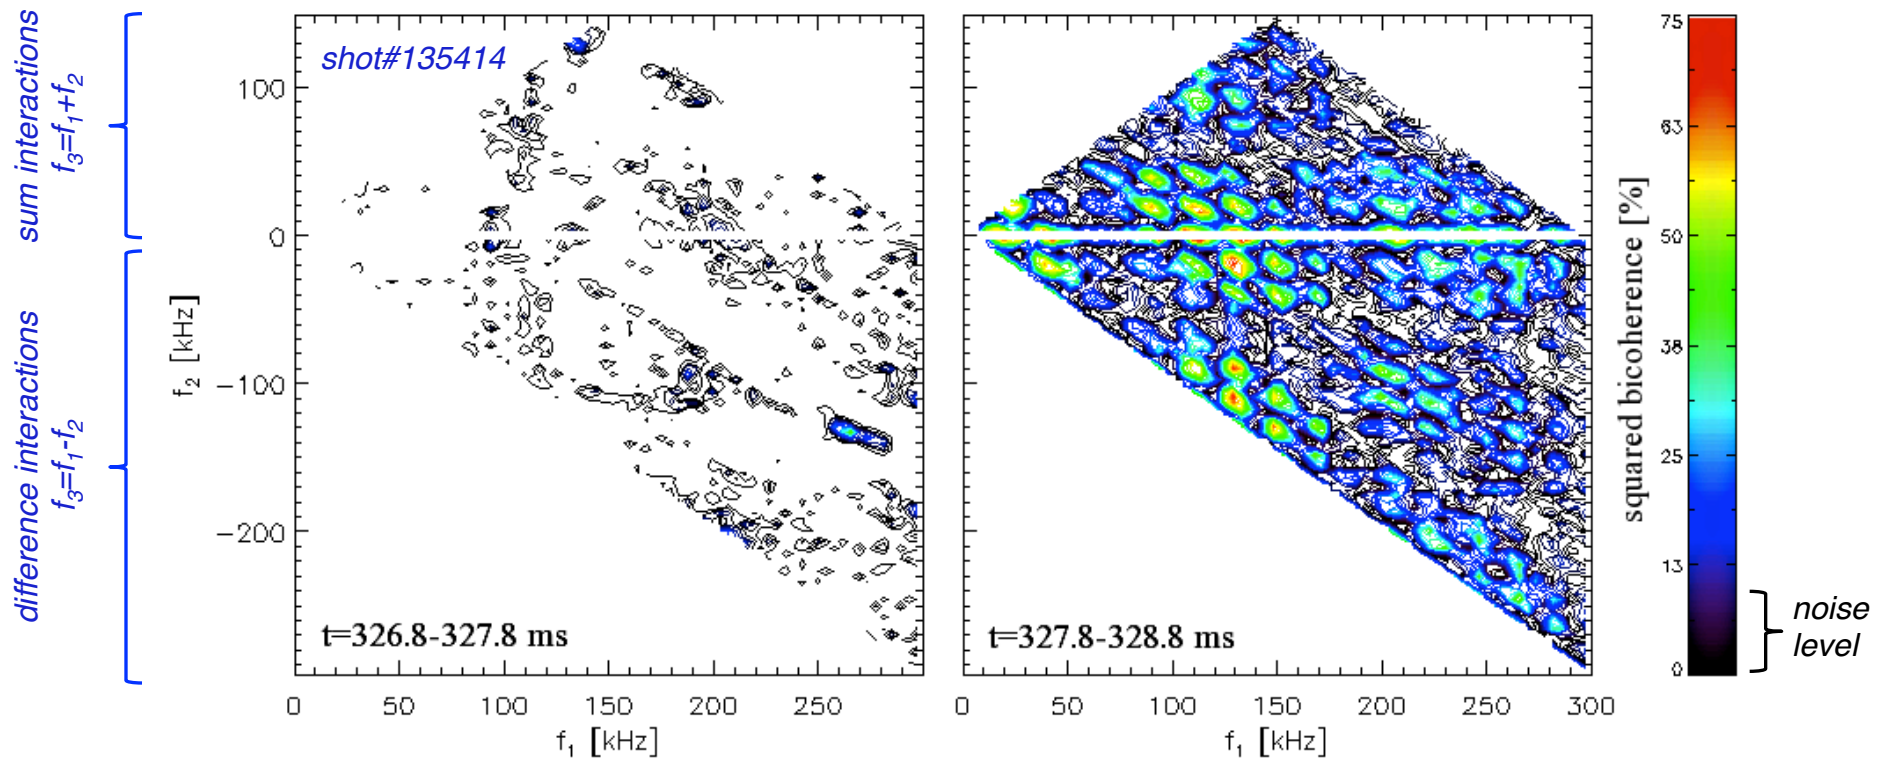 sum interactions
f3=f1+f2
difference interactions
f3=f1-f2
f2 [kHz]
100
0
−100
−200
shot#135414
t=326.8-327.8 ms
0 50 100 150 200 250
f1 [kHz]
t=327.8-328.8 ms
0 50 100 150 200 250 300
f1 [kHz]
squared bicoherence [%]
75
63
50
38
25
13
0
noise
level